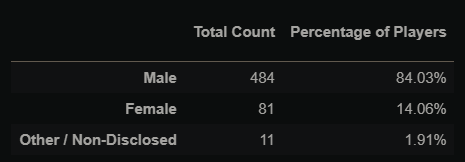 Total Count Percentage of Players
Male 484 84.03%
Female 81 14.06%
Other / Non-Disclosed 11 1.91%